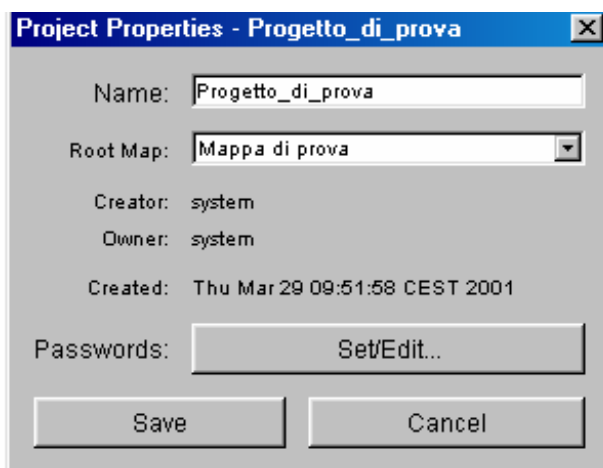 Project Properties - Progetto_di_prova
Name: Progetto_di_prova
Root Map: Mappa di prova
Creator: system
Owner: system
Created: Thu Mar 29 09:51:58 CEST 2001
Passwords: Set/Edit...
Save Cancel